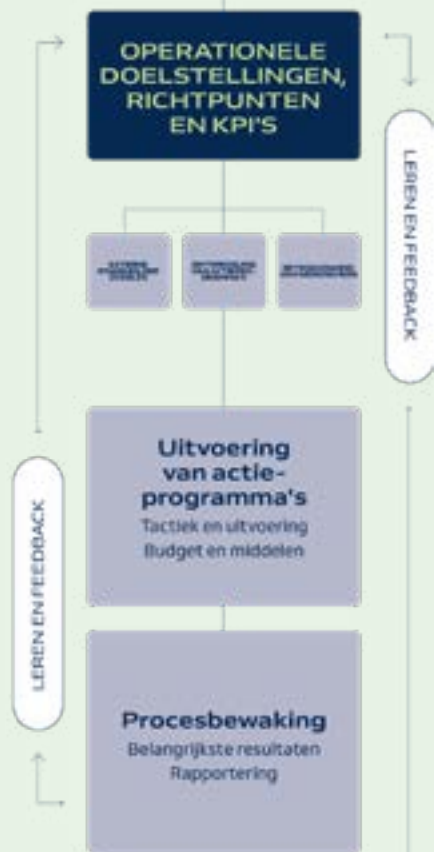 OPERATIONELE
DOELSTELLINGEN,
RICHTPUNTEN
EN KPI'S
LEREN EN FEEDBACK
Uitvoering
van actie-
programma's
Tactiek en uitvoering
Budget en middelen
LEREN EN FEEDBACK
Procesbewaking
Belangrijkste resultaten
Rapportering